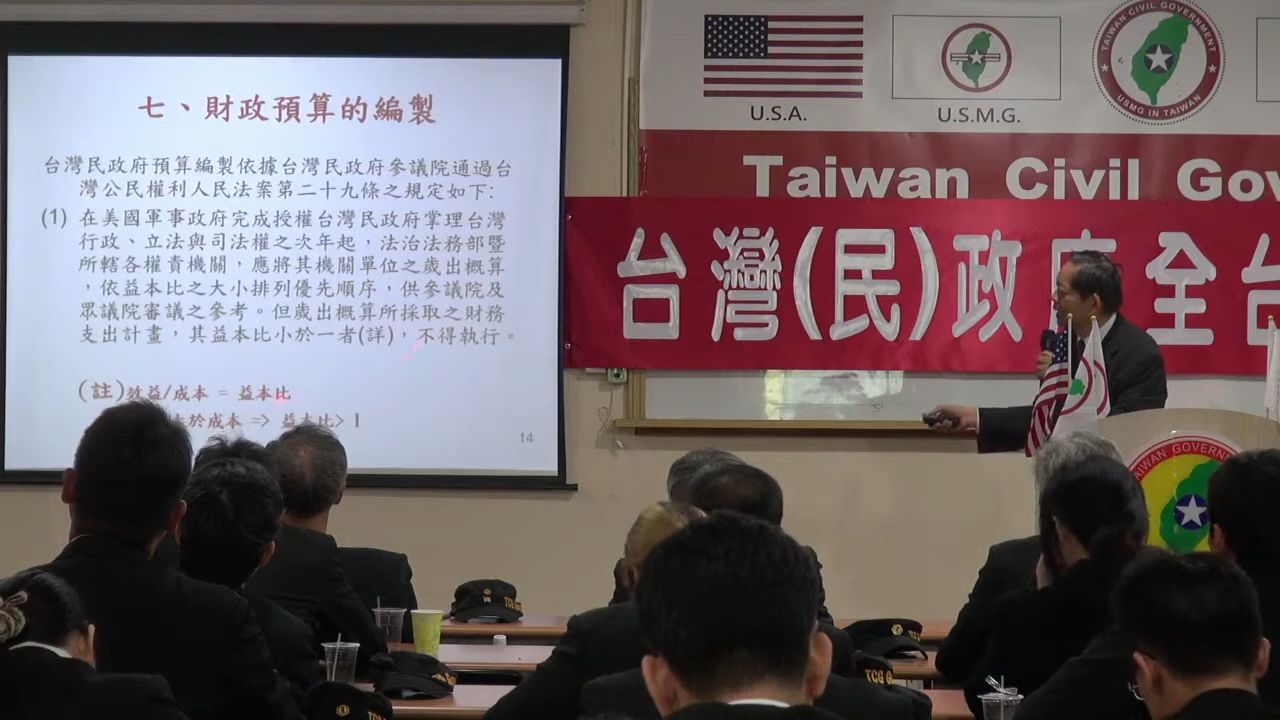 七、財政預算的編製
台灣民政府預算編製依據台灣民政府參議院通過台
灣公民權利人民法案第二十九條之規定如下:
(1) 在美國軍事政府完成授權台灣民政府掌理台灣
行政、立法與司法權之次年起，法治法務部暨
所轄各權責機關，應將其機關單位之歲出概算
，依益本比之大小排列優先順序，供參議院及
眾議院審議之參考。但歲出概算所採取之財務
支出計畫，其益本比小於一者(詳)，不得執行。
(註)效益/成本 = 益本比
於成本 => 益本比> 1
14
U.S.A.
U.S.M.G.
TAIWAN CIVIL GOVERNMENT
USMG IN TAIWAN
Taiwan Civil Gov
台灣(民)政府全台
TAIWAN GOVERNM
TCG
TCG G